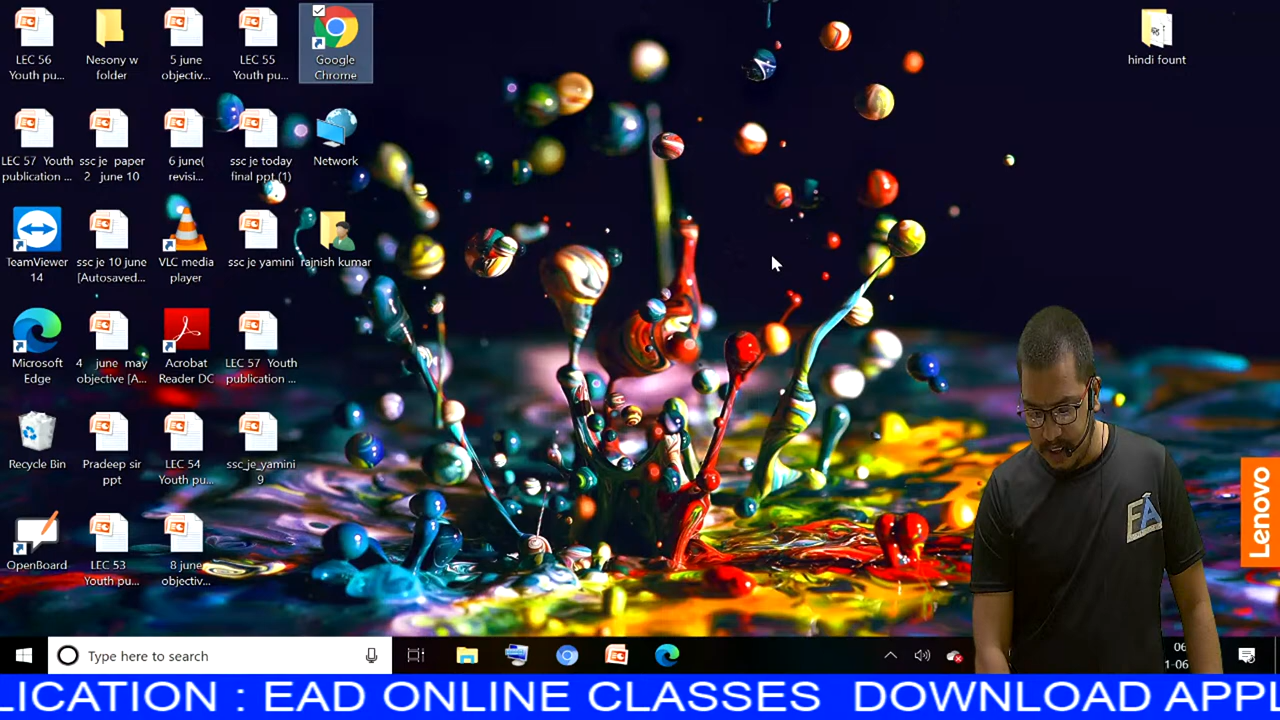 LEC 56
Youth pu...
Nesony w
folder
5 june
objectiv...
LEC 55
Youth pu...
Google
Chrome
hindi fount
LEC 57 Youth
publication ...
ssc je paper
2 june 10
6 june(
revisi...
ssc je today
final ppt (1)
Network
TeamViewer
14
ssc je 10 june
[Autosaved...
VLC media
player
ssc je yamini
rajnish kumar
Microsoft
Edge
4 june may
objective [A...
Acrobat
Reader DC
LEC 57 Youth
publication ...
Recycle Bin
Pradeep sir
ppt
LEC 54
Youth pu...
ssc_je_yamini
9
OpenBoard
LEC 53
Youth pu...
8 june
objectiv...
Lenovo
EA
Type here to search
06
1-06
LICATION : EAD ONLINE CLASSES DOWNLOAD APPL